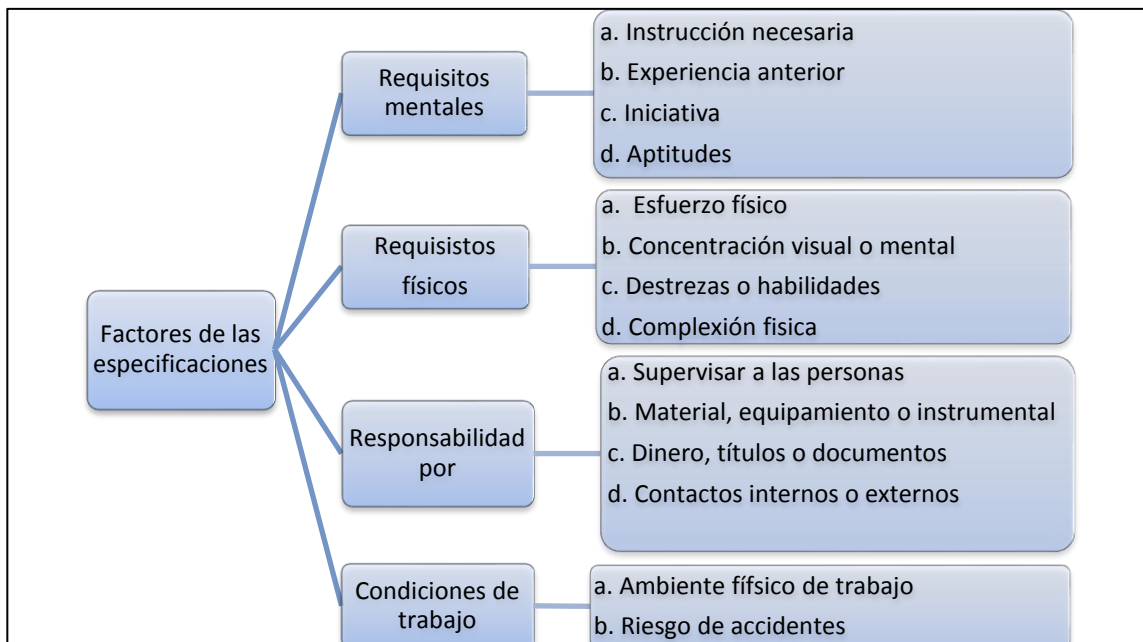 Factores de las
especificaciones
Requisitos
mentales
a. Instrucción necesaria
b. Experiencia anterior
c. Iniciativa
d. Aptitudes
Requisistos
físicos
a. Esfuerzo físico
b. Concentración visual o mental
c. Destrezas o habilidades
d. Complexión fisica
Responsabilidad
por
a. Supervisar a las personas
b. Material, equipamiento o instrumental
c. Dinero, títulos o documentos
d. Contactos internos o externos
Condiciones de
trabajo
a. Ambiente fífsico de trabajo
b. Riesgo de accidentes